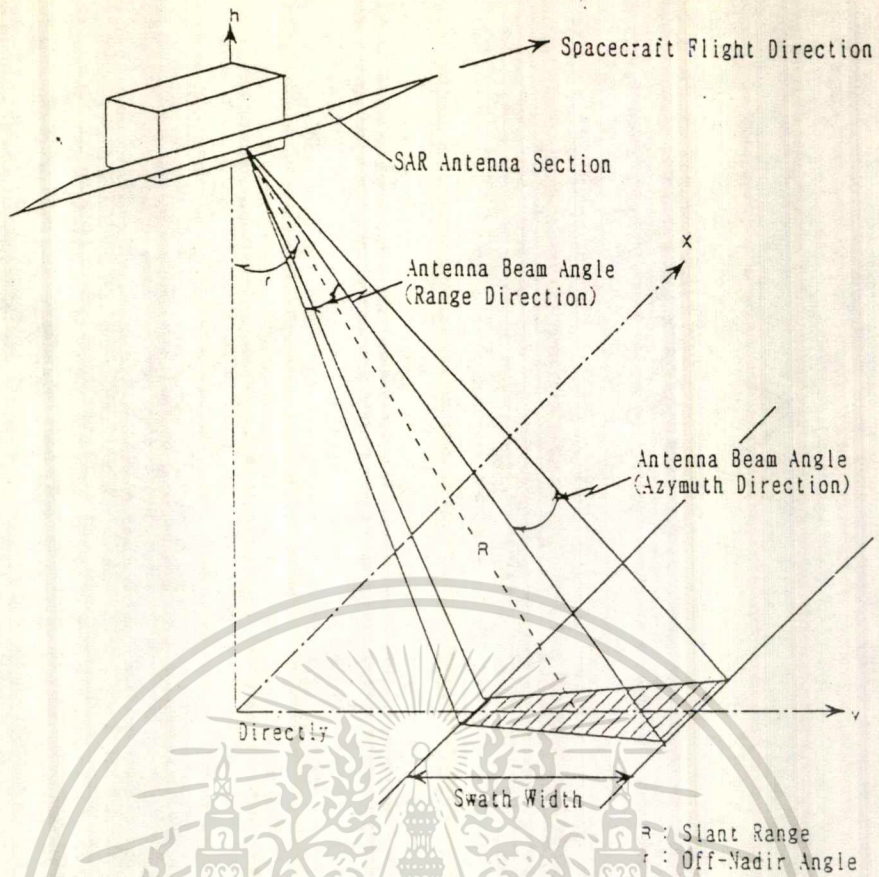 h
Spacecraft Flight Direction
SAR Antenna Section
X
r
Antenna Beam Angle
(Range Direction)
Antenna Beam Angle
(Azymuth Direction)
R
Directly
Y
Swath Width
R : Slant Range
r : Off-Nadir Angle